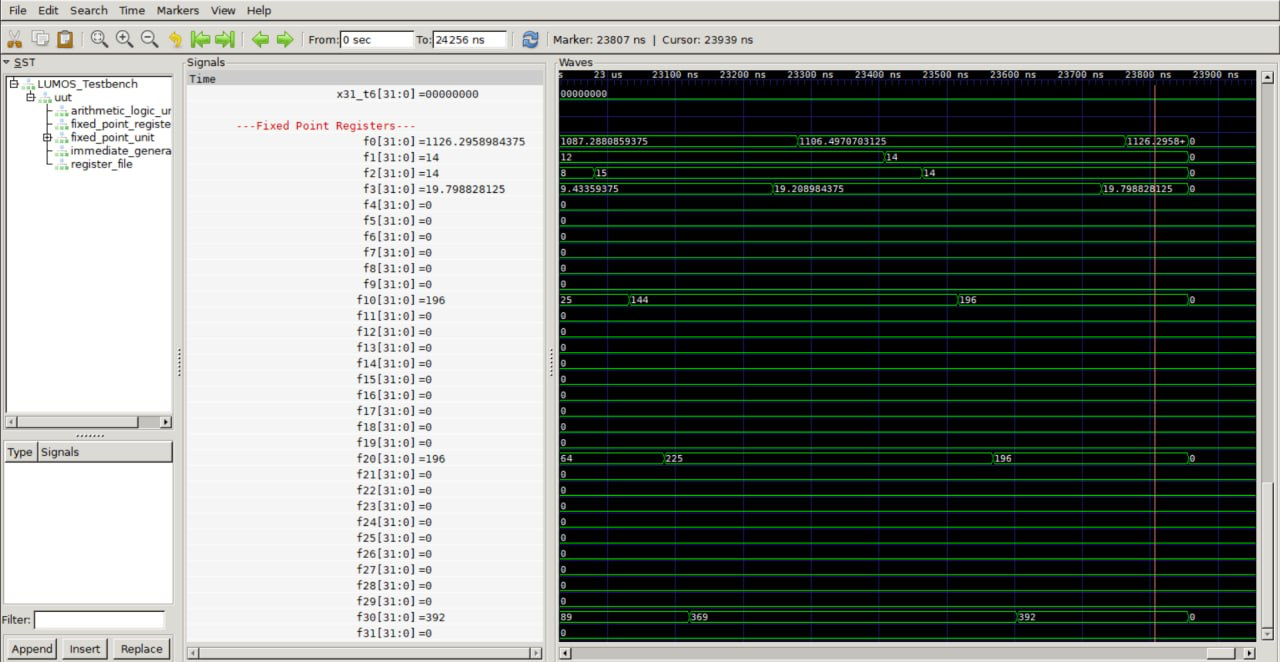 File Edit Search Time Markers View Help
From: 0 sec To: 24256 ns Marker: 23807 ns | Cursor: 23939 ns
SST
LUMOS_Testbench
uut
arithmetic_logic_ur
fixed_point_registe
fixed_point_unit
immediate_genera
register_file
Type Signals
Filter:
Append Insert Replace
Signals
Time
x31_t6[31:0] =00000000
---Fixed Point Registers---
f0[31:0] =1126.2958984375
f1[31:0] =14
f2[31:0] =14
f3[31:0] =19.798828125
f4[31:0] =0
f5[31:0] =0
f6[31:0] =0
f7[31:0] =0
f8[31:0] =0
f9[31:0] =0
f10[31:0] =196
f11[31:0] =0
f12[31:0] =0
f13[31:0] =0
f14[31:0] =0
f15[31:0] =0
f16[31:0] =0
f17[31:0] =0
f18[31:0] =0
f19[31:0] =0
f20[31:0] =196
f21[31:0] =0
f22[31:0] =0
f23[31:0] =0
f24[31:0] =0
f25[31:0] =0
f26[31:0] =0
f27[31:0] =0
f28[31:0] =0
f29[31:0] =0
f30[31:0] =392
f31[31:0] =0
Waves
s 23 us 23100 ns 23200 ns 23300 ns 23400 ns 23500 ns 23600 ns 23700 ns 23800 ns 23900 ns
00000000
1087.2880859375 1106.4970703125 1126.2958+ 0
12 14 0
8 15 14 0
9.43359375 19.208984375 19.798828125 0
0
0
0
0
0
0
25 144 196 0
0
0
0
0
0
0
0
0
0
64 225 196 0
0
0
0
0
0
0
0
0
0
89 369 392 0
0